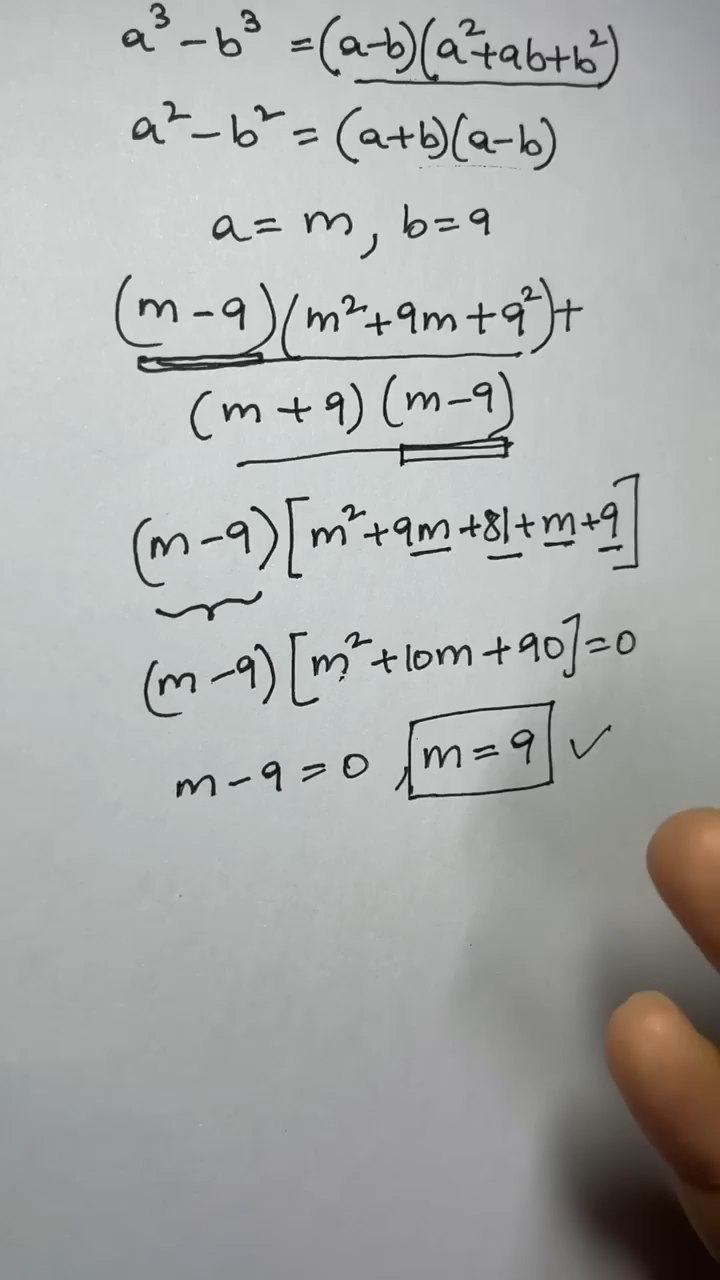 a³ - b³ = (a-b)(a²+ab+b²)
a² - b² = (a+b)(a-b)
a = m, b = 9
(m - 9)(m² + 9m + 9²) +
(m + 9)(m - 9)
(m - 9)[m² + 9m + 81 + m + 9]
(m - 9)[m² + 10m + 90] = 0
m - 9 = 0, m = 9 ✓